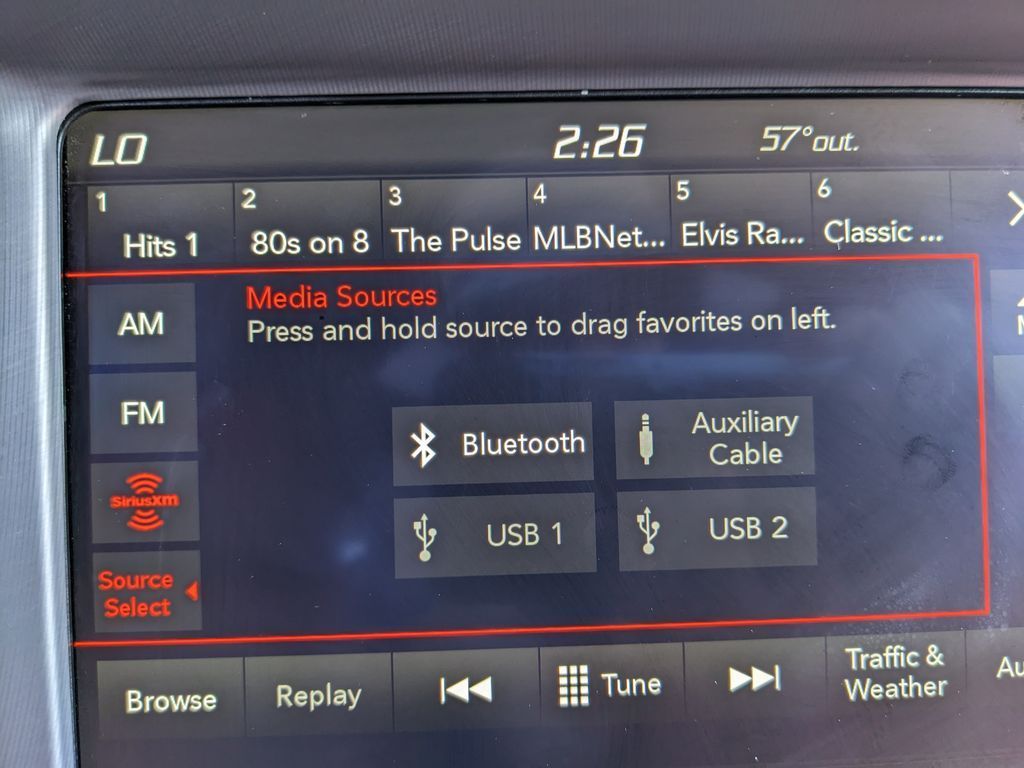 LO 2:26 57°out.
1 2 3 4 5 6
Hits 1 80s on 8 The Pulse MLBNet... Elvis Ra... Classic ...
Media Sources
Press and hold source to drag favorites on left.
AM
FM
SiriusXm
Source
Select
Bluetooth
Auxiliary
Cable
USB 1
USB 2
Browse Replay Tune
Traffic &
Weather